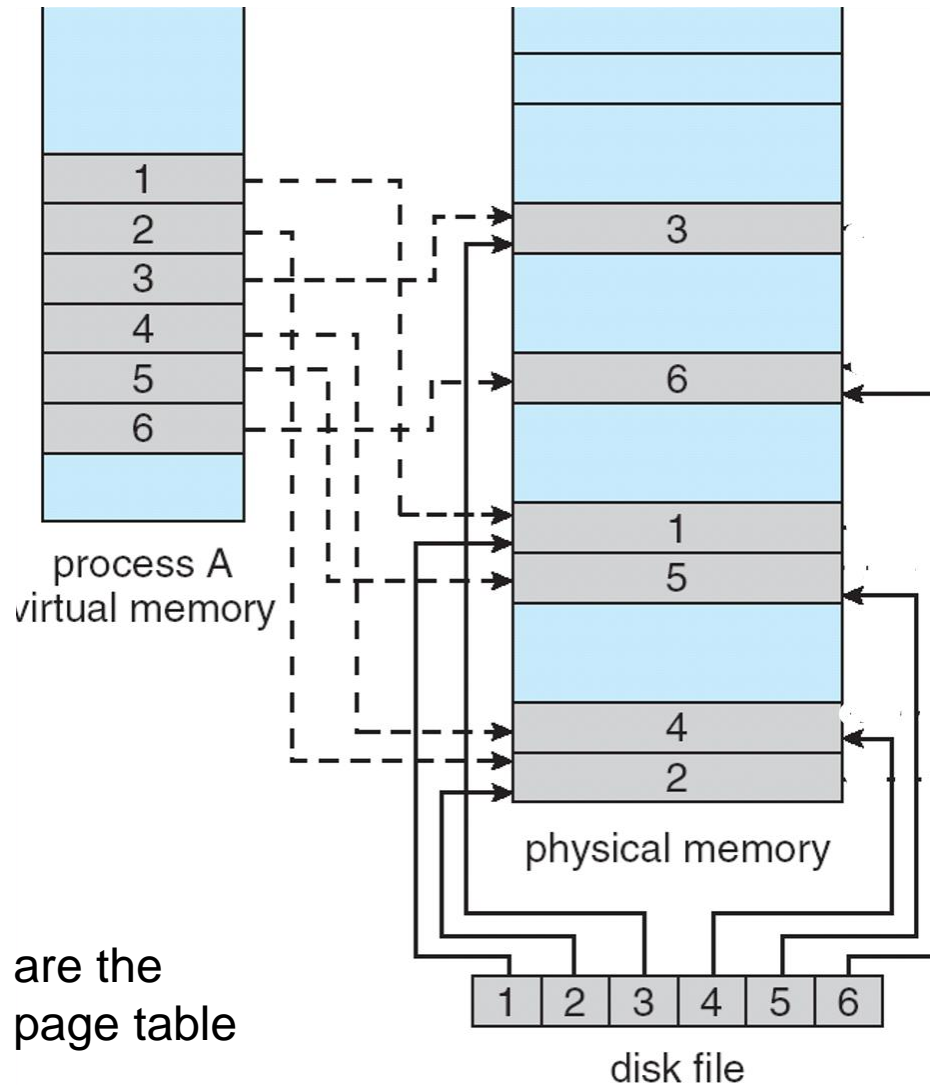 1
2
3
4
5
6
process A
virtual memory
3
6
1
5
4
2
physical memory
are the
page table
1 2 3 4 5 6
disk file